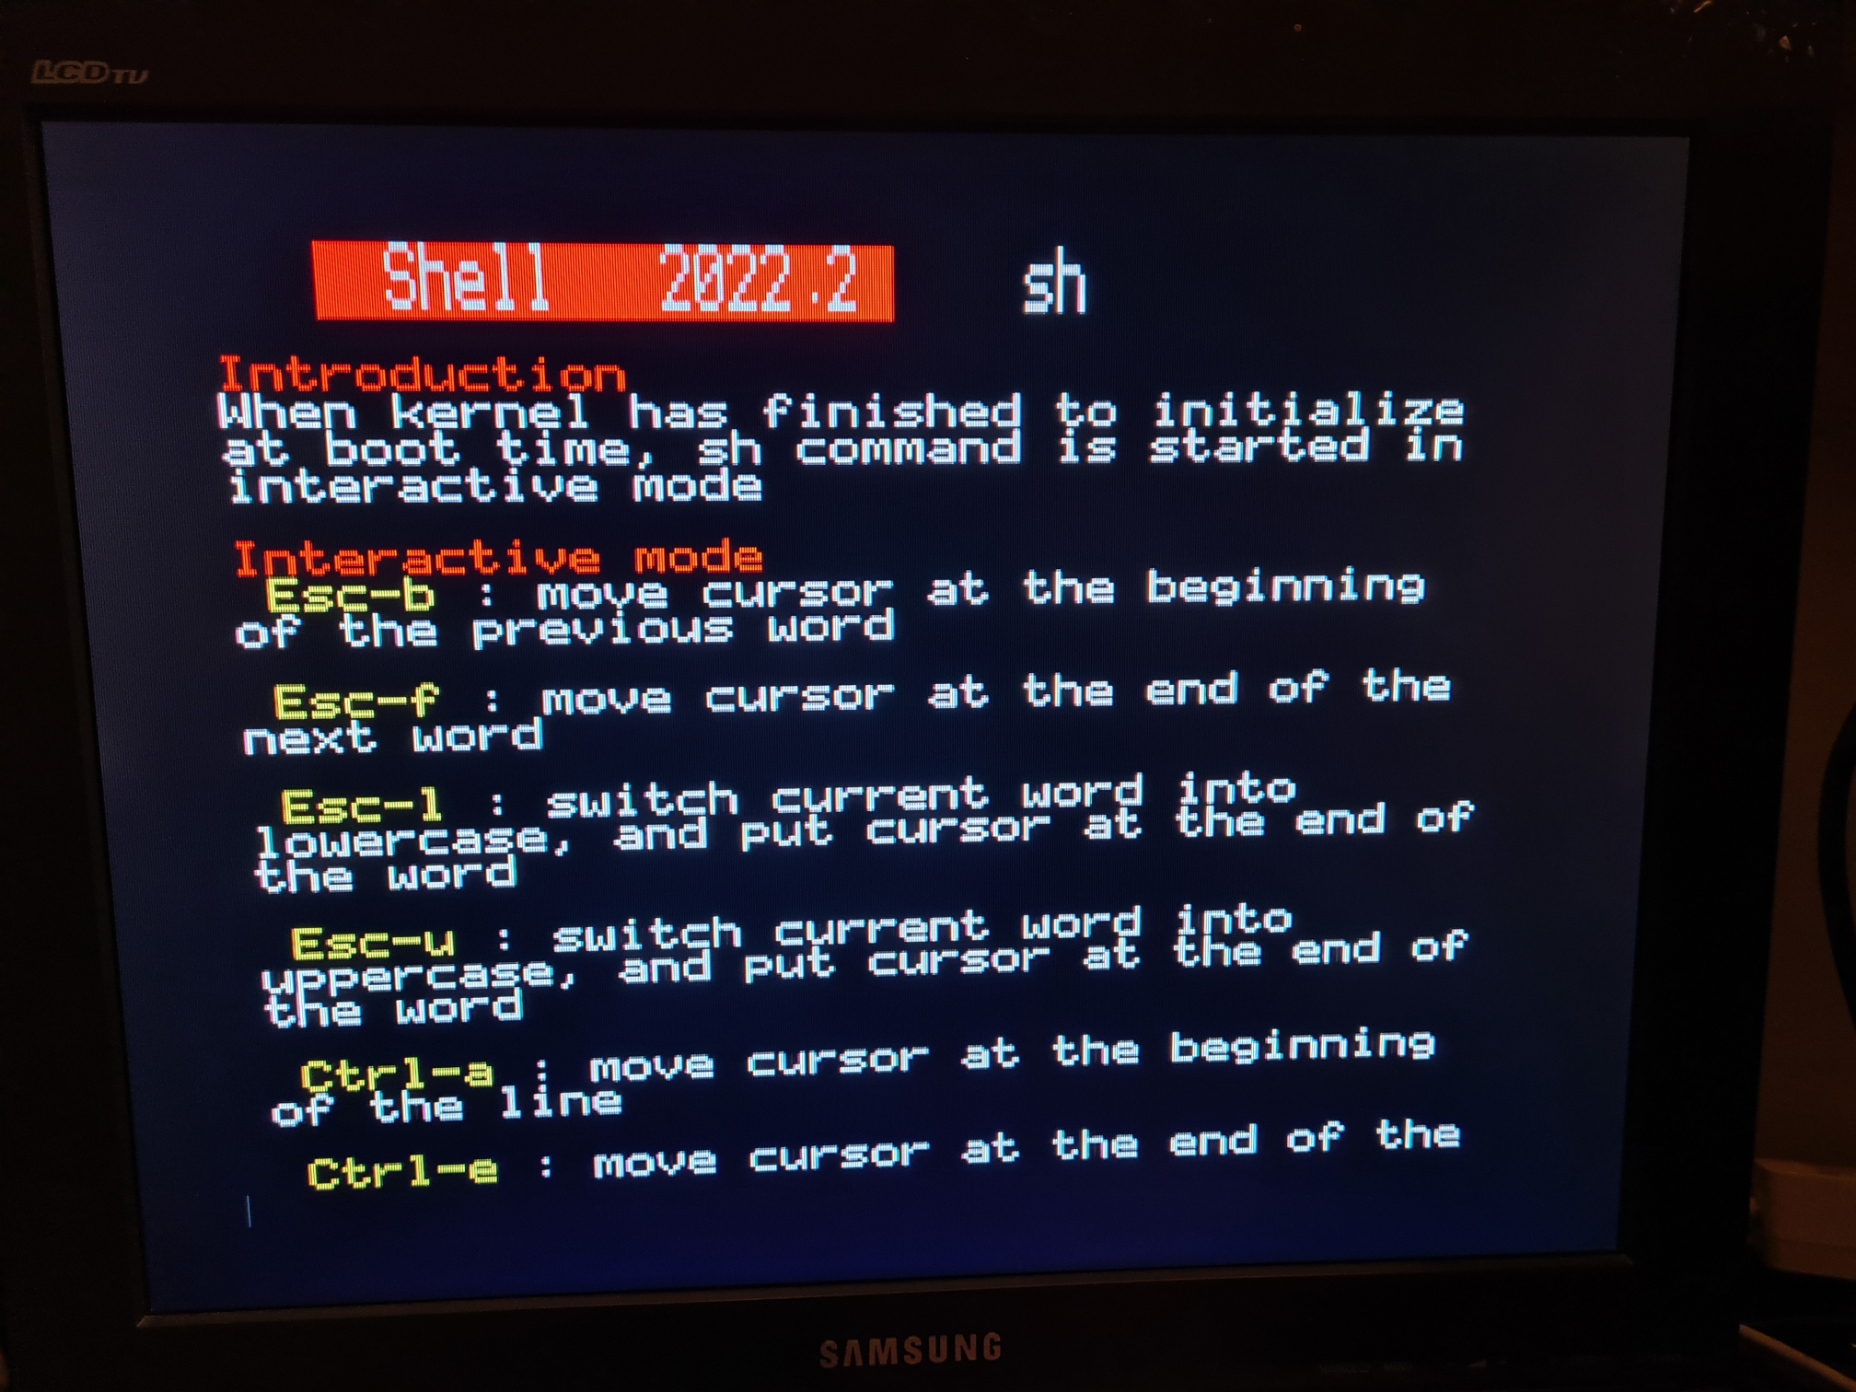 LCD TV
Shell 2022.2 sh
Introduction
When kernel has finished to initialize
at boot time, sh command is started in
interactive mode
Interactive mode
Esc-b : move cursor at the beginning
of the previous word
Esc-f : move cursor at the end of the
next word
Esc-l : switch current word into
lowercase, and put cursor at the end of
the word
Esc-u : switch current word into
uppercase, and put cursor at the end of
the word
Ctrl-a : move cursor at the beginning
of the line
Ctrl-e : move cursor at the end of the
SAMSUNG